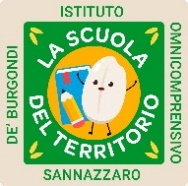 ISTITUTO
OMNICOMPRENSIVO
SANNAZZARO
DE' BURGONDI
LA SCUOLA
DEL TERRITORIO